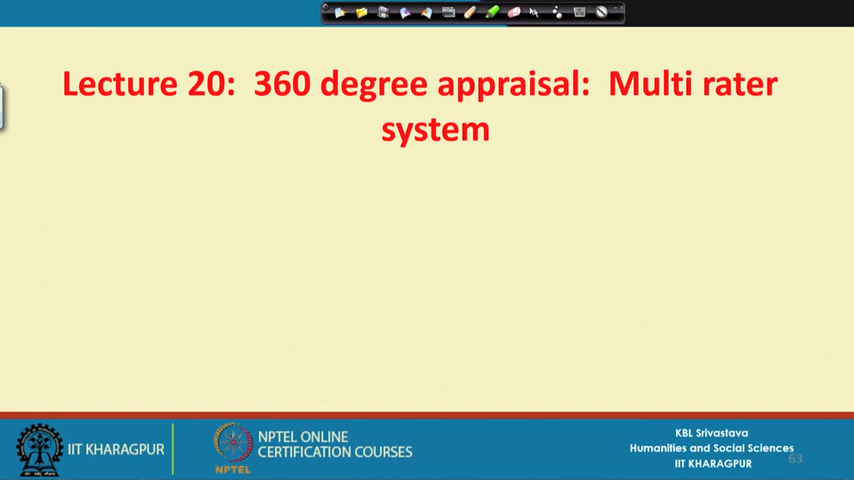 Lecture 20: 360 degree appraisal: Multi rater
system
IIT KHARAGPUR
NPTEL
NPTEL ONLINE
CERTIFICATION COURSES
KBL Srivastava
Humanities and Social Sciences
IIT KHARAGPUR
63